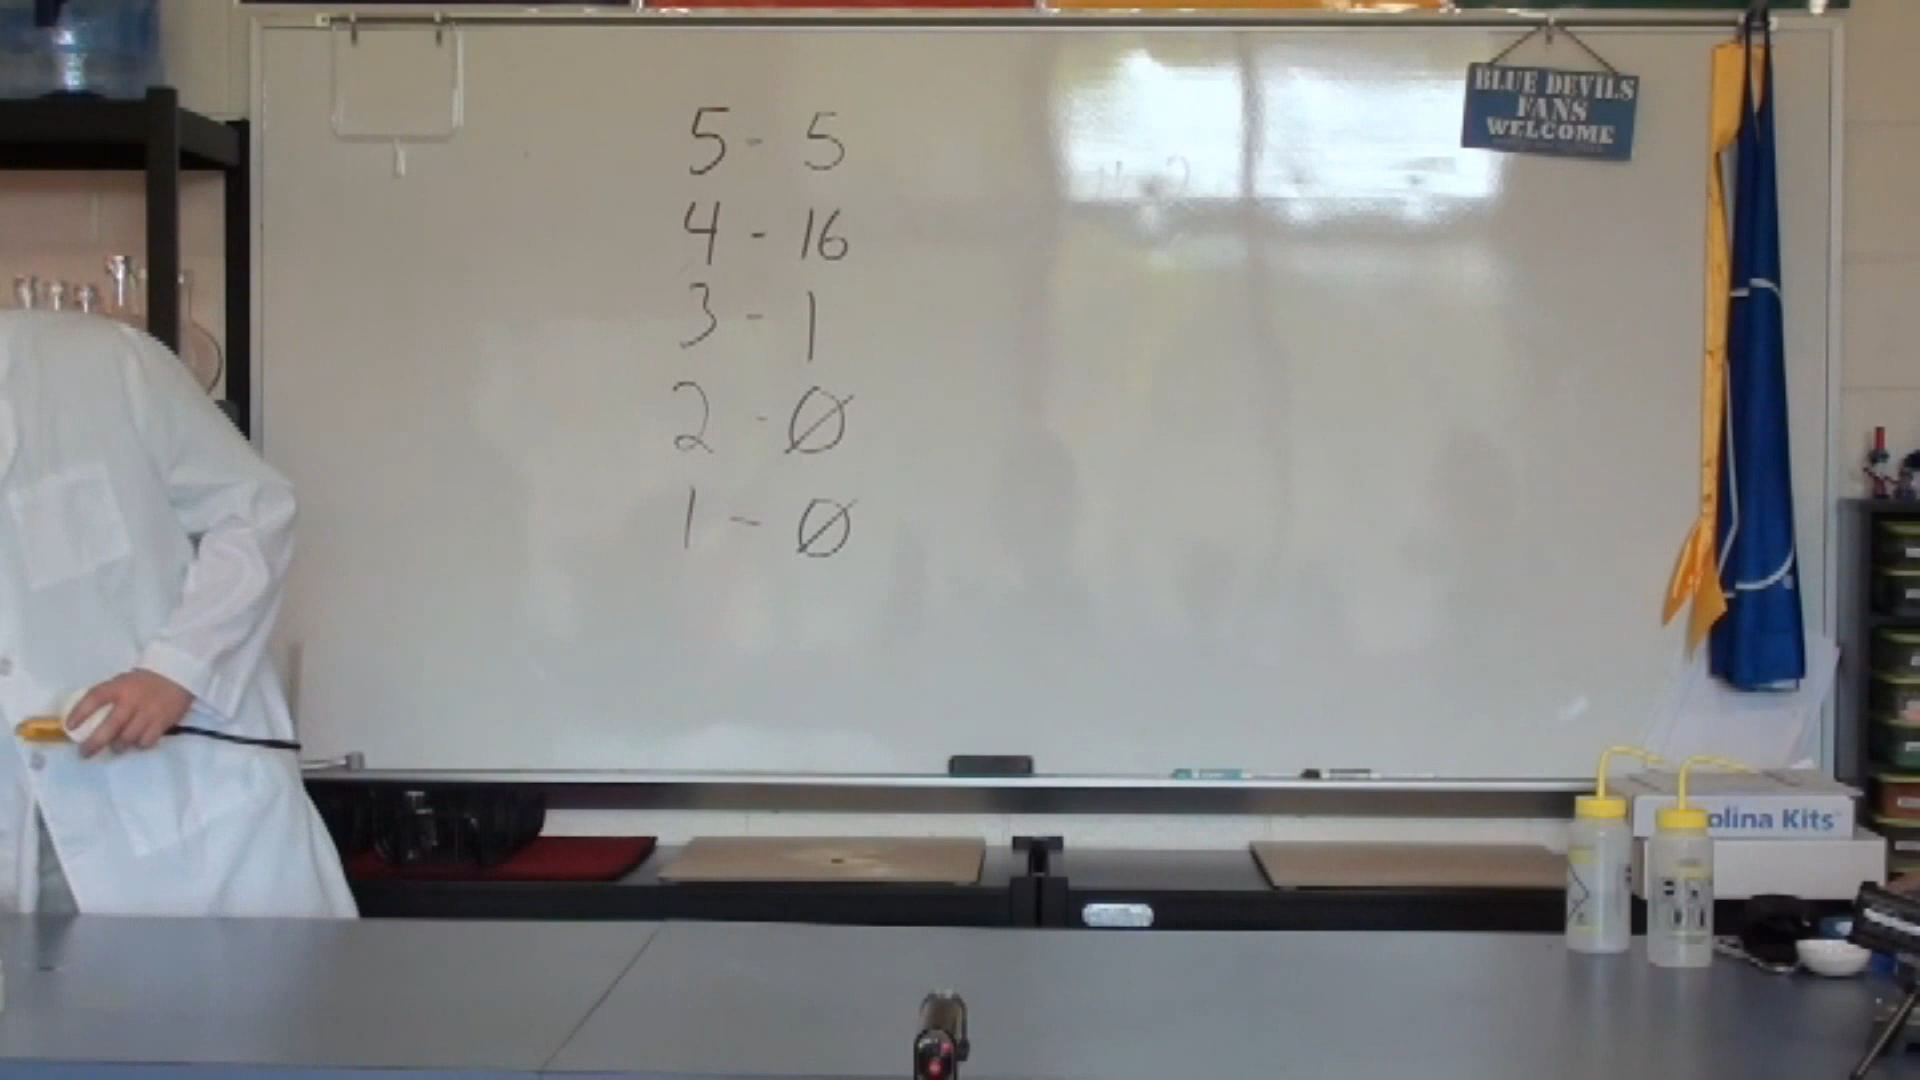 5 - 5
4 - 16
3 - 1
2 - Ø
1 - Ø
BLUE DEVILS
FANS
WELCOME
olina Kits